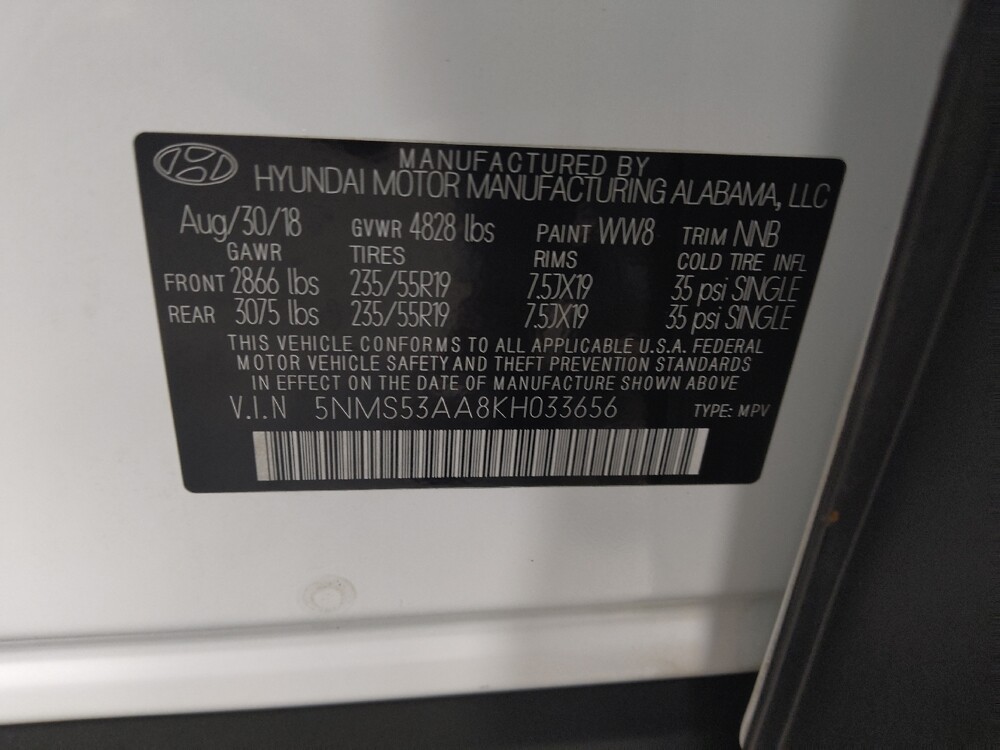 MANUFACTURED BY
HYUNDAI MOTOR MANUFACTURING ALABAMA, LLC
Aug/30/18 GVWR 4828 lbs PAINT WW8 TRIM NNB
GAWR TIRES RIMS COLD TIRE INFL
FRONT 2866 lbs 235/55R19 7.5JX19 35 psi SINGLE
REAR 3075 lbs 235/55R19 7.5JX19 35 psi SINGLE
THIS VEHICLE CONFORMS TO ALL APPLICABLE U.S.A. FEDERAL
MOTOR VEHICLE SAFETY AND THEFT PREVENTION STANDARDS
IN EFFECT ON THE DATE OF MANUFACTURE SHOWN ABOVE
V.I.N 5NMS53AA8KH033656 TYPE: MPV